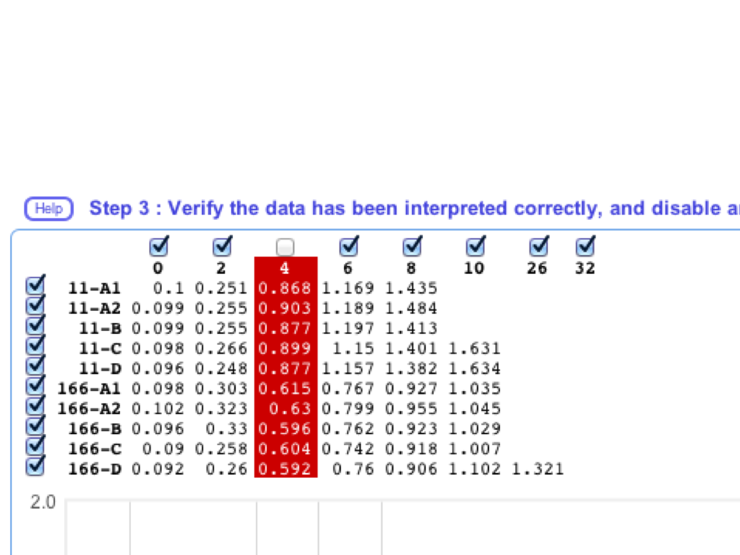 Help Step 3 : Verify the data has been interpreted correctly, and disable a
0 2 4 6 8 10 26 32
11-A1 0.1 0.251 0.868 1.169 1.435
11-A2 0.099 0.255 0.903 1.189 1.484
11-B 0.099 0.255 0.877 1.197 1.413
11-C 0.098 0.266 0.899 1.15 1.401 1.631
11-D 0.096 0.248 0.877 1.157 1.382 1.634
166-A1 0.098 0.303 0.615 0.767 0.927 1.035
166-A2 0.102 0.323 0.63 0.799 0.955 1.045
166-B 0.096 0.33 0.596 0.762 0.923 1.029
166-C 0.09 0.258 0.604 0.742 0.918 1.007
166-D 0.092 0.26 0.592 0.76 0.906 1.102 1.321
2.0